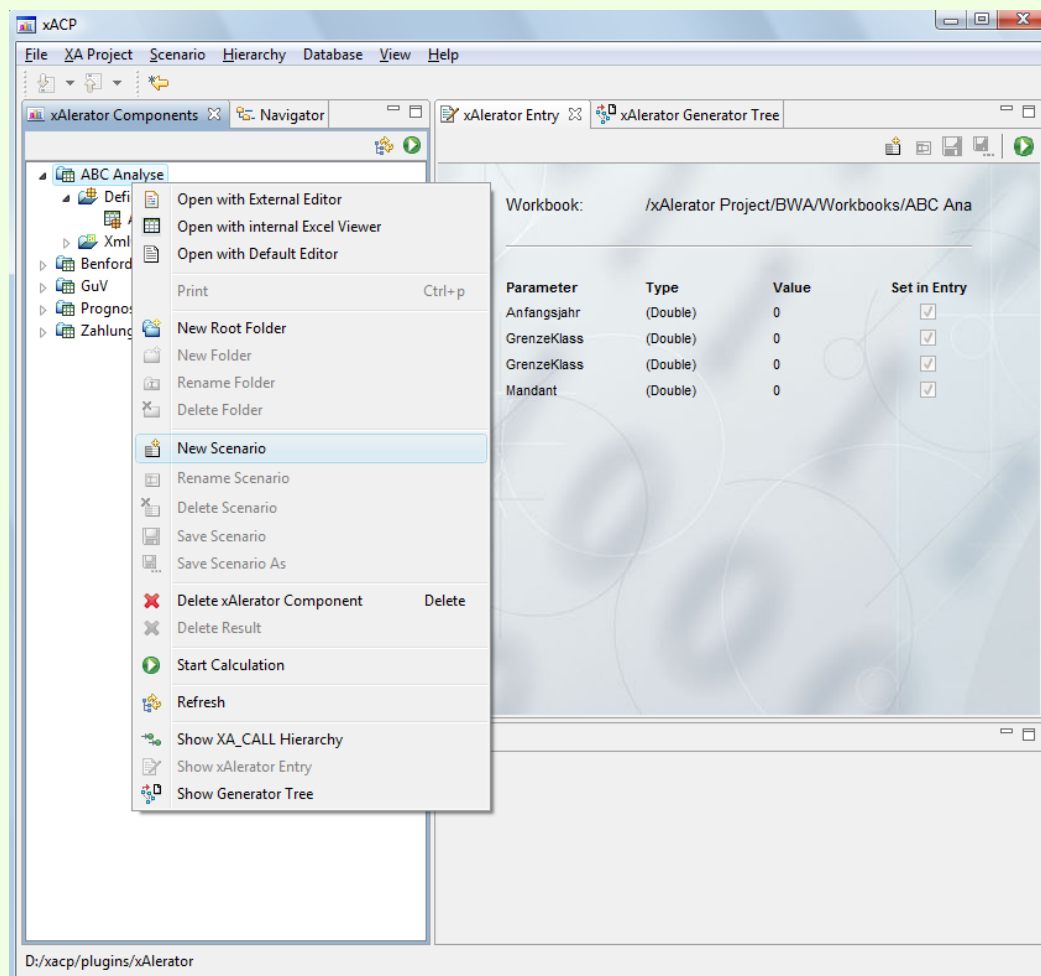 xACP
File XA Project Scenario Hierarchy Database View Help
xAlerator Components Navigator
xAlerator Entry xAlerator Generator Tree
ABC Analyse
Defi
Xml
Benford
GuV
Progno
Zahlung
Open with External Editor
Open with internal Excel Viewer
Open with Default Editor
Print Ctrl+p
New Root Folder
New Folder
Rename Folder
Delete Folder
New Scenario
Rename Scenario
Delete Scenario
Save Scenario
Save Scenario As
Delete xAlerator Component Delete
Delete Result
Start Calculation
Refresh
Show XA_CALL Hierarchy
Show xAlerator Entry
Show Generator Tree
Workbook: /xAlerator Project/BWA/Workbooks/ABC Ana
Parameter Type Value Set in Entry
Anfangsjahr (Double) 0
GrenzeKlass (Double) 0
GrenzeKlass (Double) 0
Mandant (Double) 0
D:/xacp/plugins/xAlerator